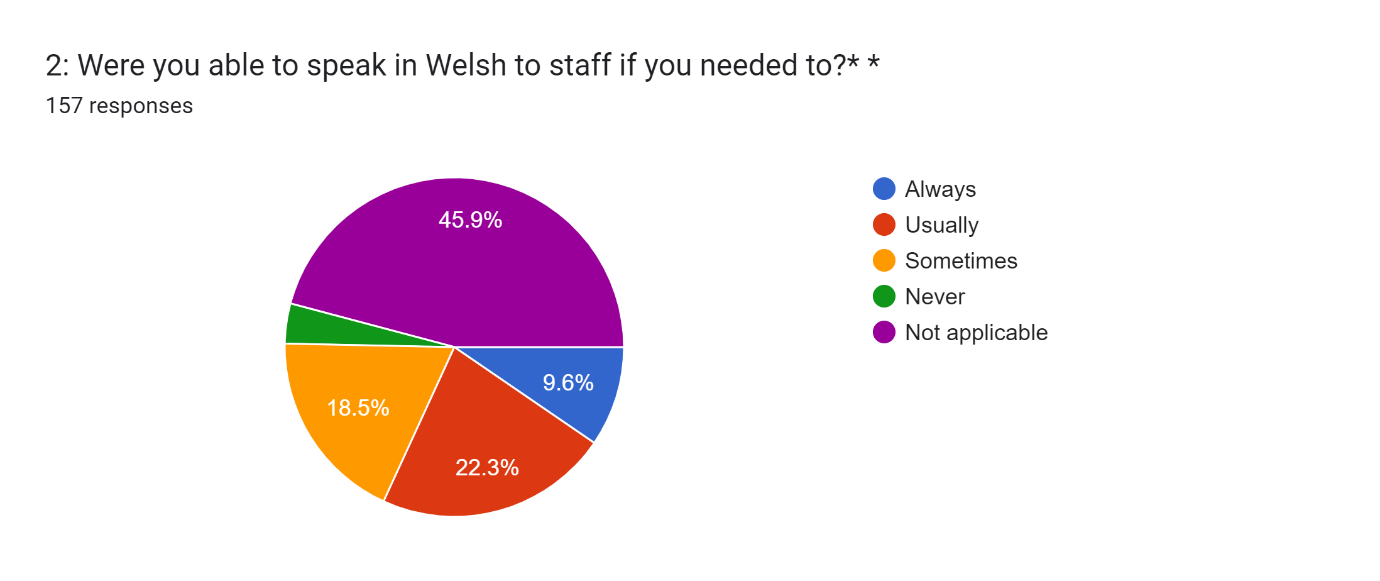 2: Were you able to speak in Welsh to staff if you needed to?* *
157 responses
45.9%
9.6%
18.5%
22.3%
Always
Usually
Sometimes
Never
Not applicable